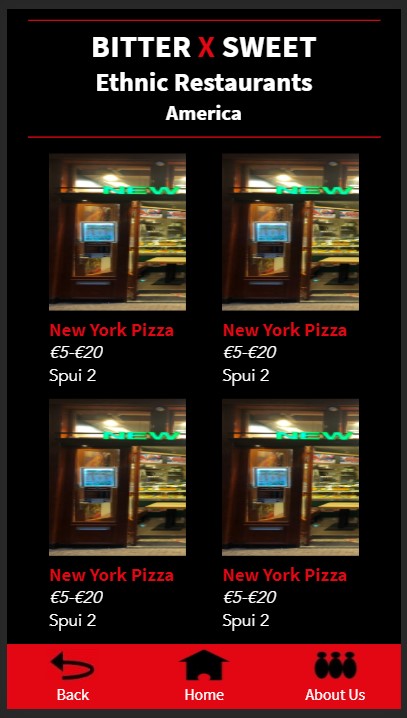 BITTER X SWEET
Ethnic Restaurants
America
NEW NEW
New York Pizza New York Pizza
€5-€20 €5-€20
Spui 2 Spui 2
NEW NEW
New York Pizza New York Pizza
€5-€20 €5-€20
Spui 2 Spui 2
Back Home About Us